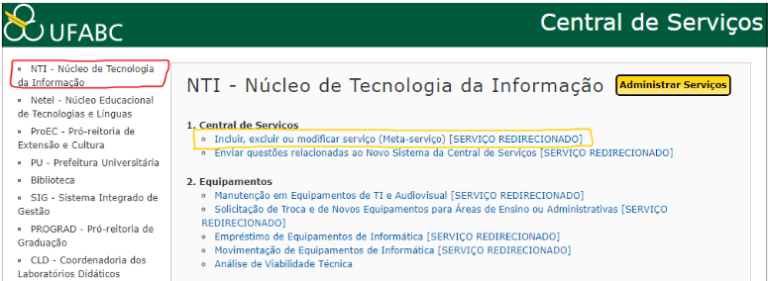 UFABC
Central de Serviços
NTI - Núcleo de Tecnologia
da Informação
Netel - Núcleo Educacional
de Tecnologias e Línguas
ProEC - Pró-reitoria de
Extensão e Cultura
PU - Prefeitura Universitária
Biblioteca
SIG - Sistema Integrado de
Gestão
PROGRAD - Pró-reitoria de
Graduação
CLD - Coordenadoria dos
Laboratórios Didáticos
NTI - Núcleo de Tecnologia da Informação
Administrar Serviços
1. Central de Serviços
Incluir, excluir ou modificar serviço (Meta-serviço) [SERVIÇO REDIRECIONADO]
Enviar questões relacionadas ao Novo Sistema da Central de Serviços [SERVIÇO REDIRECIONADO]
2. Equipamentos
Manutenção em Equipamentos de TI e Audiovisual [SERVIÇO REDIRECIONADO]
Solicitação de Troca e de Novos Equipamentos para Áreas de Ensino ou Administrativas [SERVIÇO
REDIRECIONADO]
Empréstimo de Equipamentos de Informática [SERVIÇO REDIRECIONADO]
Movimentação de Equipamentos de Informática [SERVIÇO REDIRECIONADO]
Análise de Viabilidade Técnica